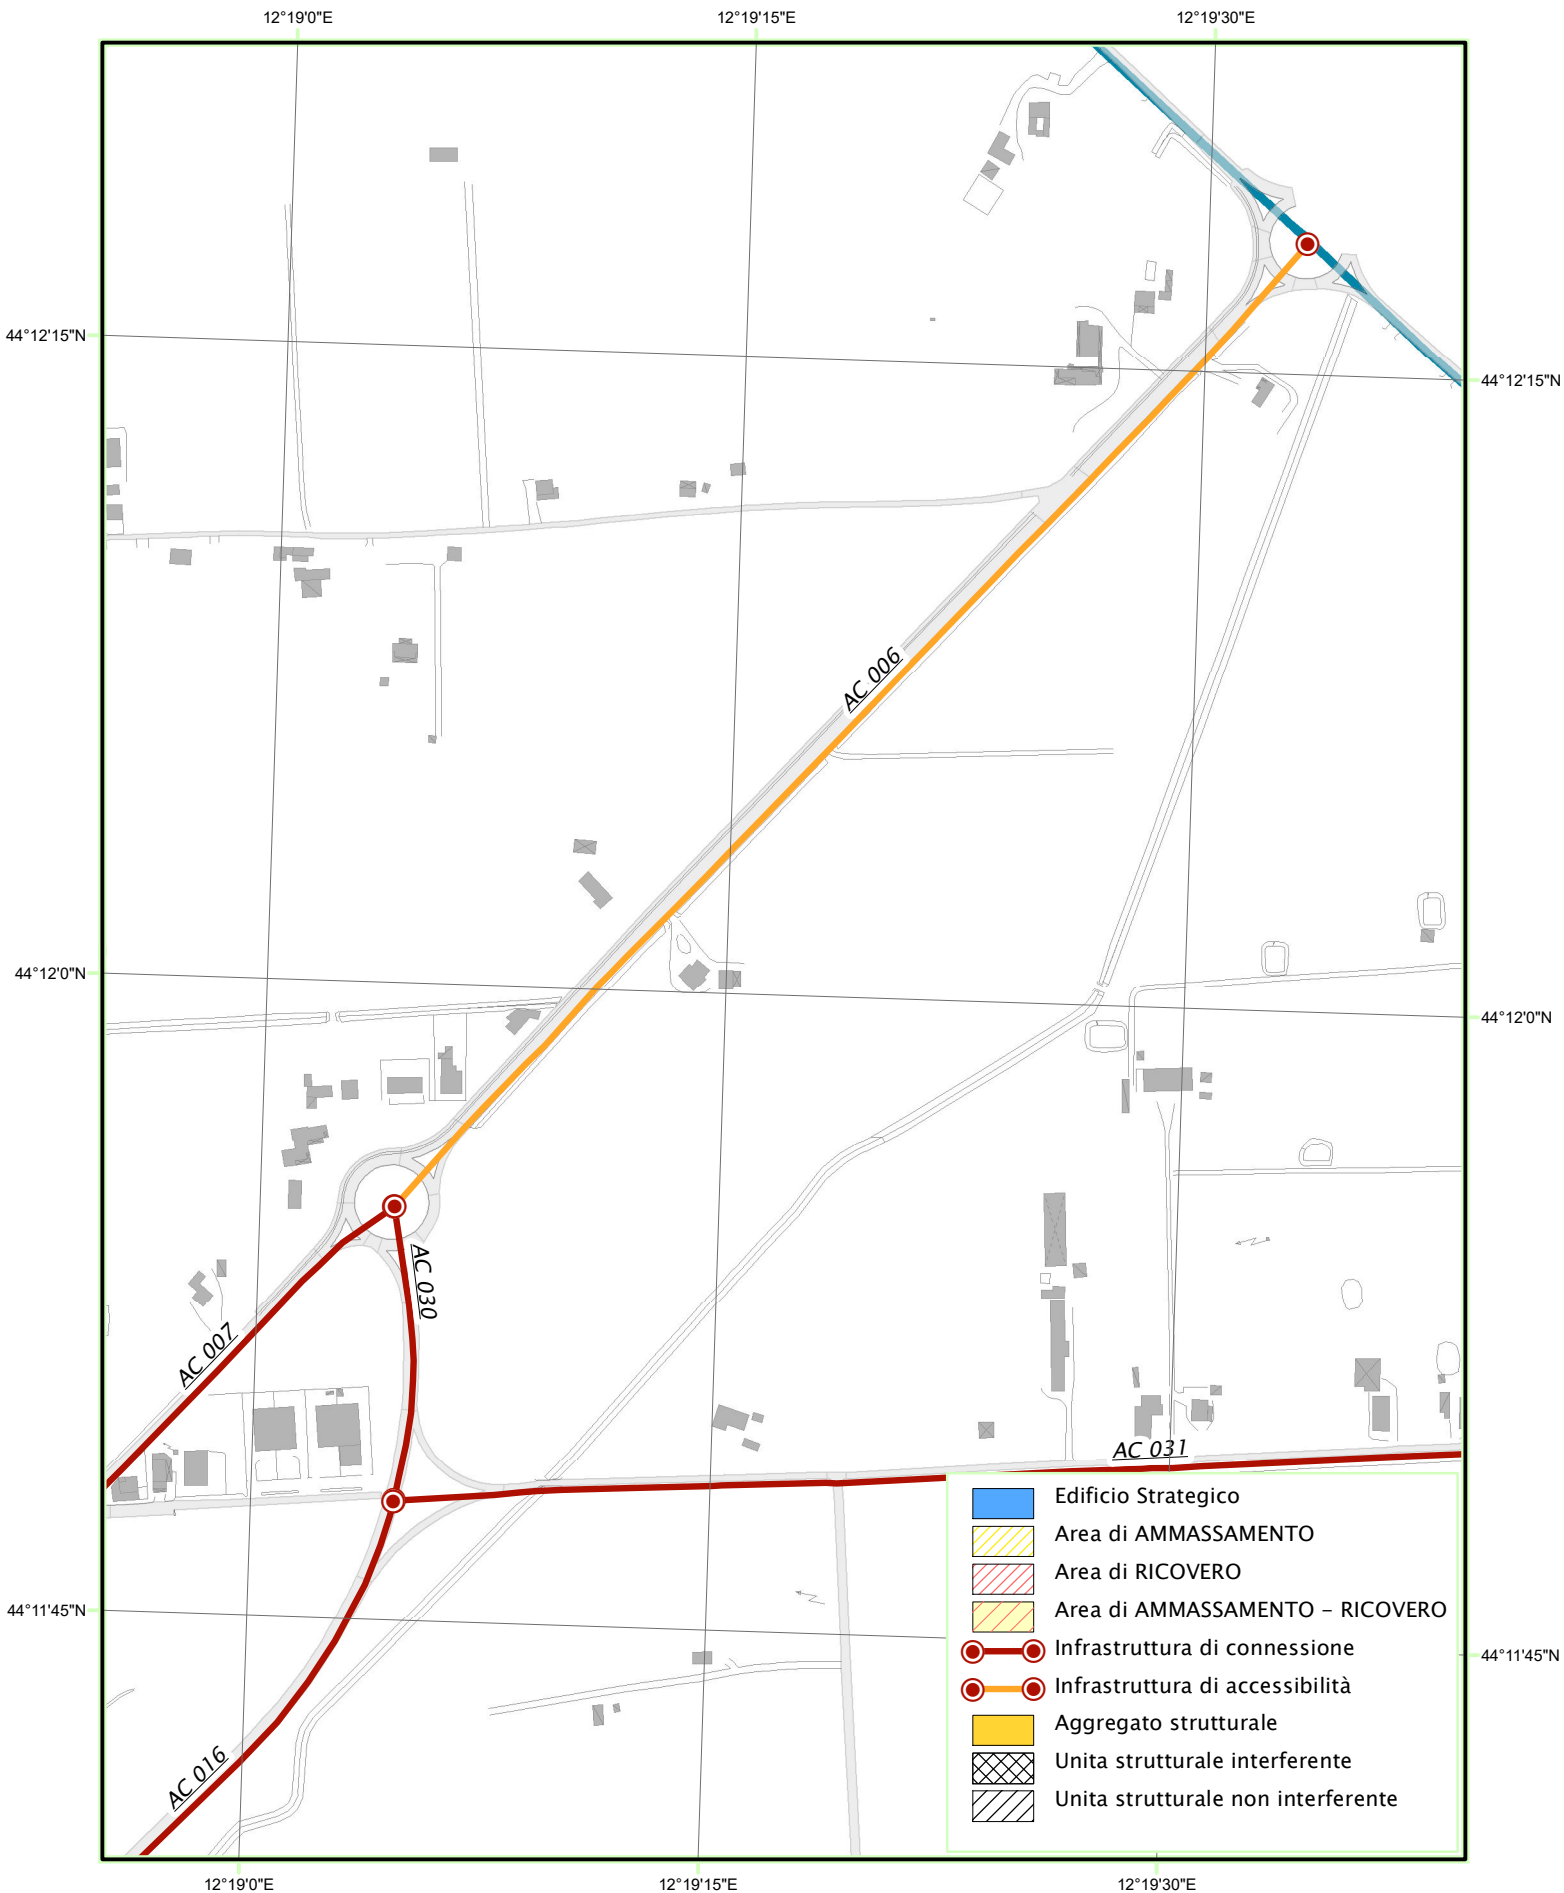 12°19'0"E
12°19'15"E
12°19'30"E
44°12'15"N
44°12'15"N
AC 006
44°12'0"N
44°12'0"N
AC 030
AC 007
AC 031
Edificio Strategico
Area di AMMASSAMENTO
Area di RICOVERO
Area di AMMASSAMENTO - RICOVERO
Infrastruttura di connessione
Infrastruttura di accessibilità
Aggregato strutturale
Unita strutturale interferente
Unita strutturale non interferente
44°11'45"N
44°11'45"N
AC 016
12°19'0"E
12°19'15"E
12°19'30"E